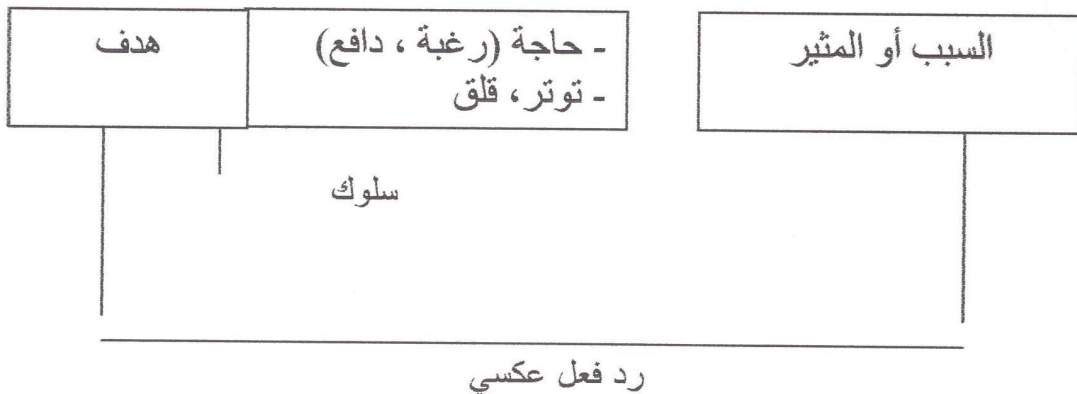 السبب أو المثير
- حاجة (رغبة ، دافع)
- توتر، قلق
هدف
سلوك
رد فعل عكسي